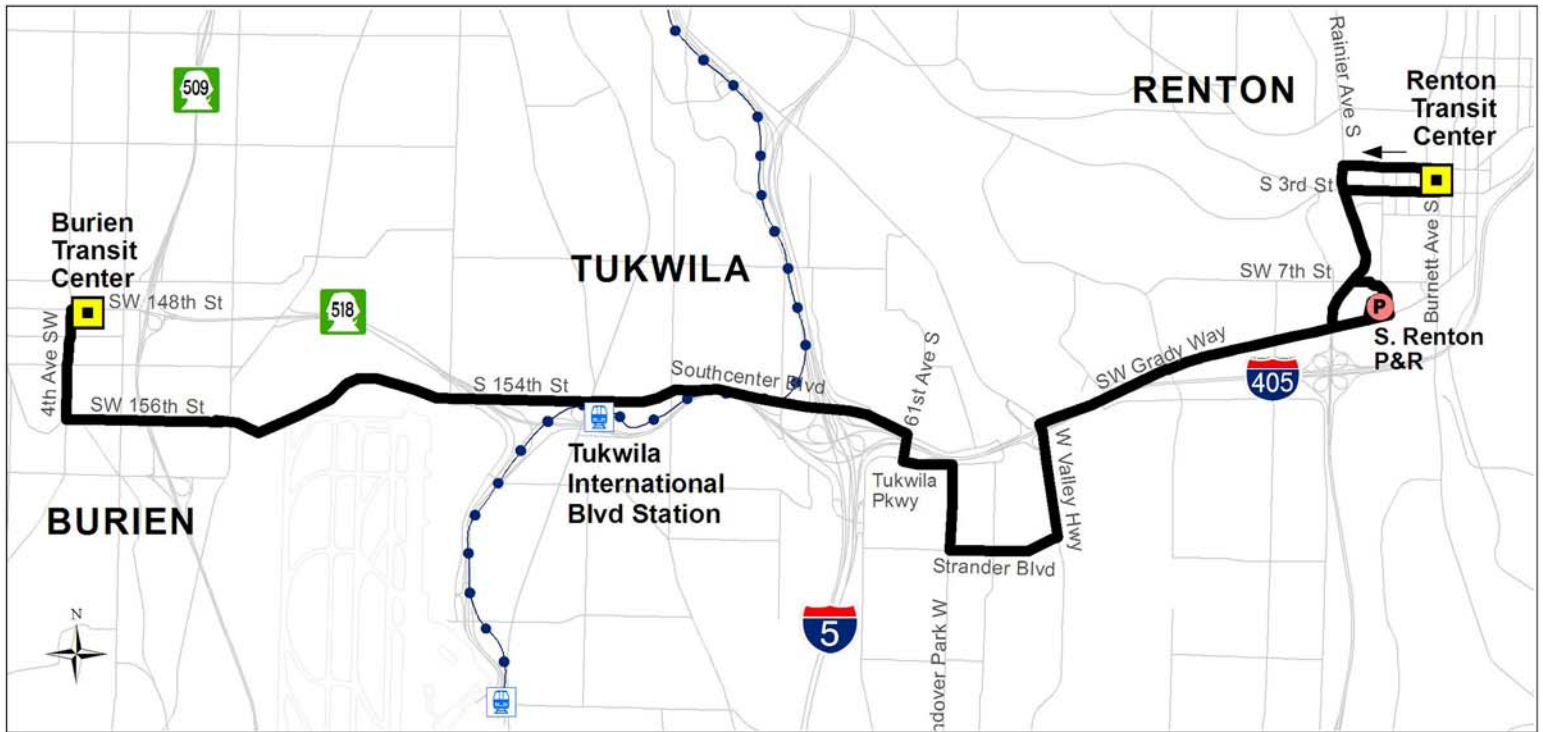 509
RENTON
Rainier Ave S
Renton
Transit
Center
S 3rd St
Burien
Transit
Center
TUKWILA
SW 7th St
Burnett Ave S
SW 148th St
518
P
S. Renton
P&R
4th Ave SW
SW 156th St
S 154th St
Southcenter Blvd
61st Ave S
SW Grady Way
405
Tukwila
International
Blvd Station
Tukwila
Pkwy
W Valley Hwy
BURIEN
Strander Blvd
5
ndover Park W
N